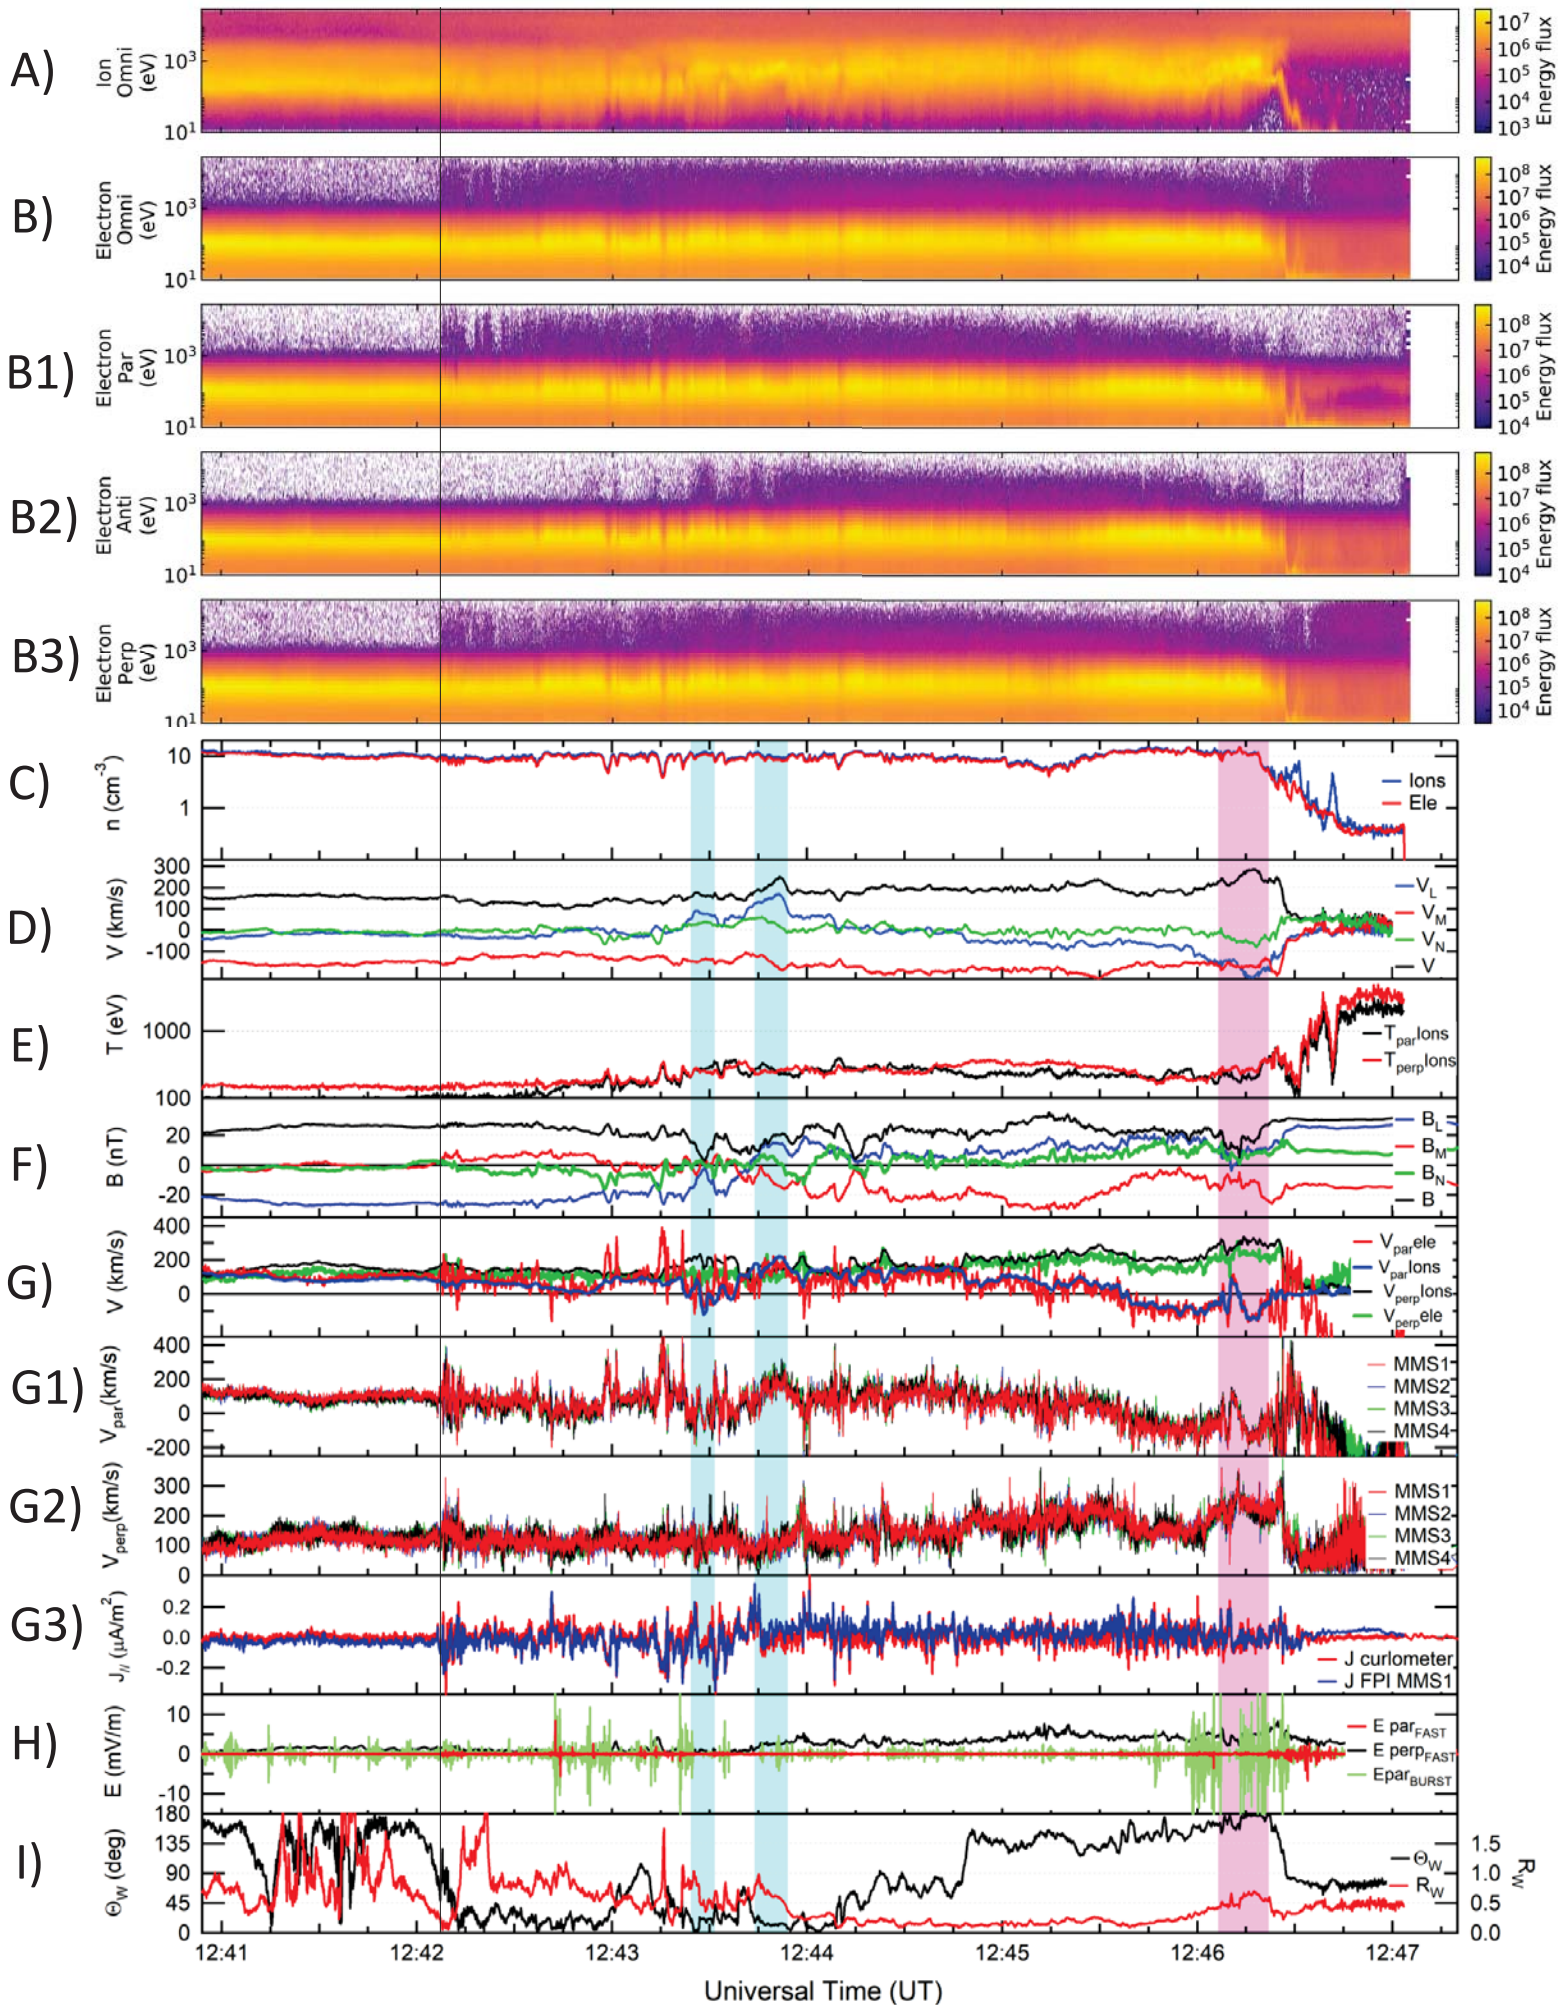 A)
Ion
Omni
(eV)
10³
10¹
10⁷
10⁶
10⁵
10⁴
10³
Energy flux
B)
Electron
Omni
(eV)
10³
10¹
10⁸
10⁷
10⁶
10⁵
10⁴
Energy flux
B1)
Electron
Par
(eV)
10³
10¹
10⁸
10⁷
10⁶
10⁵
10⁴
Energy flux
B2)
Electron
Anti
(eV)
10³
10¹
10⁸
10⁷
10⁶
10⁵
10⁴
Energy flux
B3)
Electron
Perp
(eV)
10³
10¹
10⁸
10⁷
10⁶
10⁵
10⁴
Energy flux
C)
n (cm⁻³)
10
1
Ions
Ele
D)
V (km/s)
300
200
100
0
-100
V_L
V_M
V_N
V
E)
T (eV)
1000
100
T_par Ions
T_perp Ions
F)
B (nT)
20
0
-20
B_L
B_M
B_N
B
G)
V (km/s)
400
200
0
V_par ele
V_par Ions
V_perp Ions
V_perp ele
G1)
V_par (km/s)
400
200
0
-200
MMS1
MMS2
MMS3
MMS4
G2)
V_perp (km/s)
300
200
100
0
MMS1
MMS2
MMS3
MMS4
G3)
J_// (μA/m²)
0.2
0.0
-0.2
J curlometer
J FPI MMS1
H)
E (mV/m)
10
0
-10
E par_FAST
E perp_FAST
Epar_BURST
I)
Θ_W (deg)
180
135
90
45
0
1.5
1.0
0.5
0.0
R_W
Θ_W
R_W
12:41 12:42 12:43 12:44 12:45 12:46 12:47
Universal Time (UT)